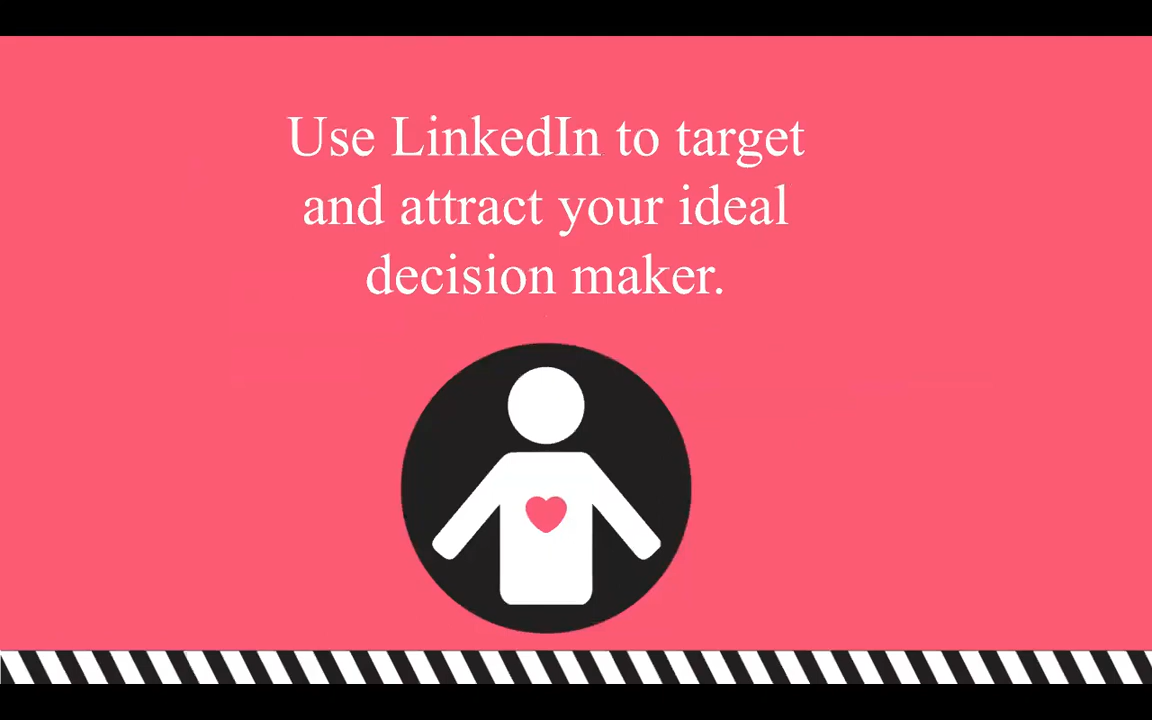 Use LinkedIn to target
and attract your ideal
decision maker.